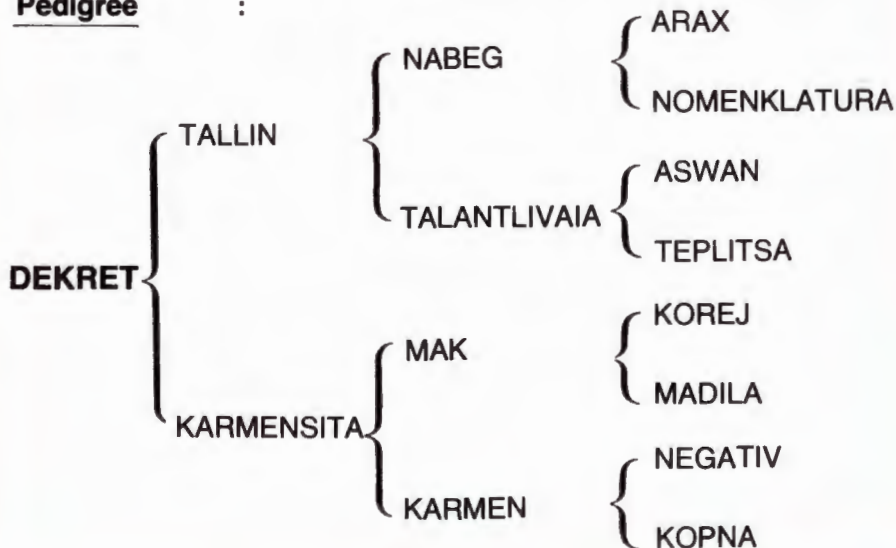 Pedigree :
ARAX
NABEG
NOMENKLATURA
TALLIN
ASWAN
TALANTLIVAIA
TEPLITSA
DEKRET
KOREJ
MAK
MADILA
KARMENSITA
NEGATIV
KARMEN
KOPNA